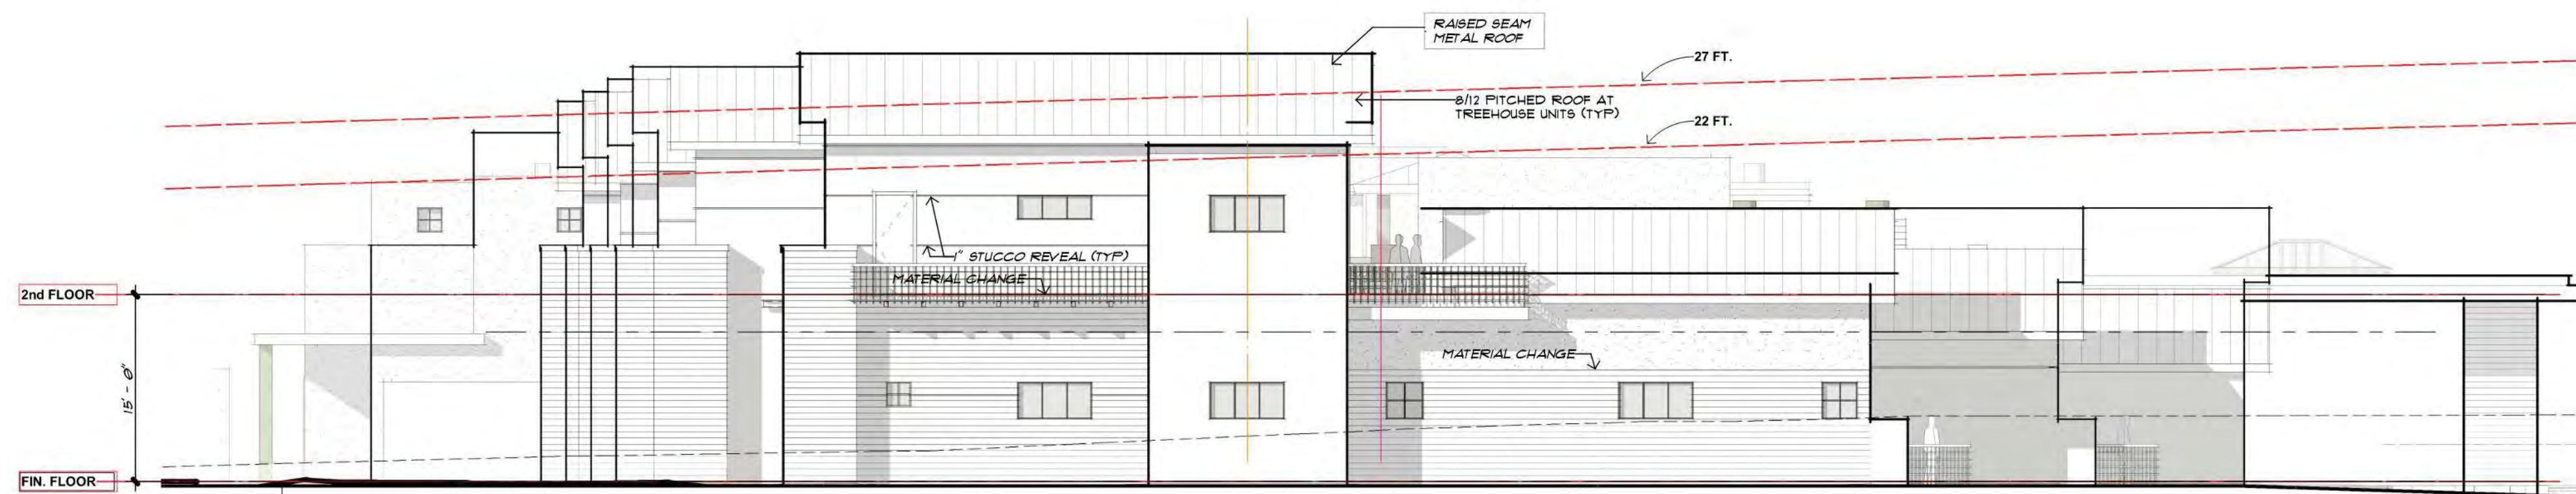 RAISED SEAM
METAL ROOF
27 FT.
8/12 PITCHED ROOF AT
TREEHOUSE UNITS (TYP)
22 FT.
1" STUCCO REVEAL (TYP)
MATERIAL CHANGE
2nd FLOOR
MATERIAL CHANGE
15' - 0"
FIN. FLOOR